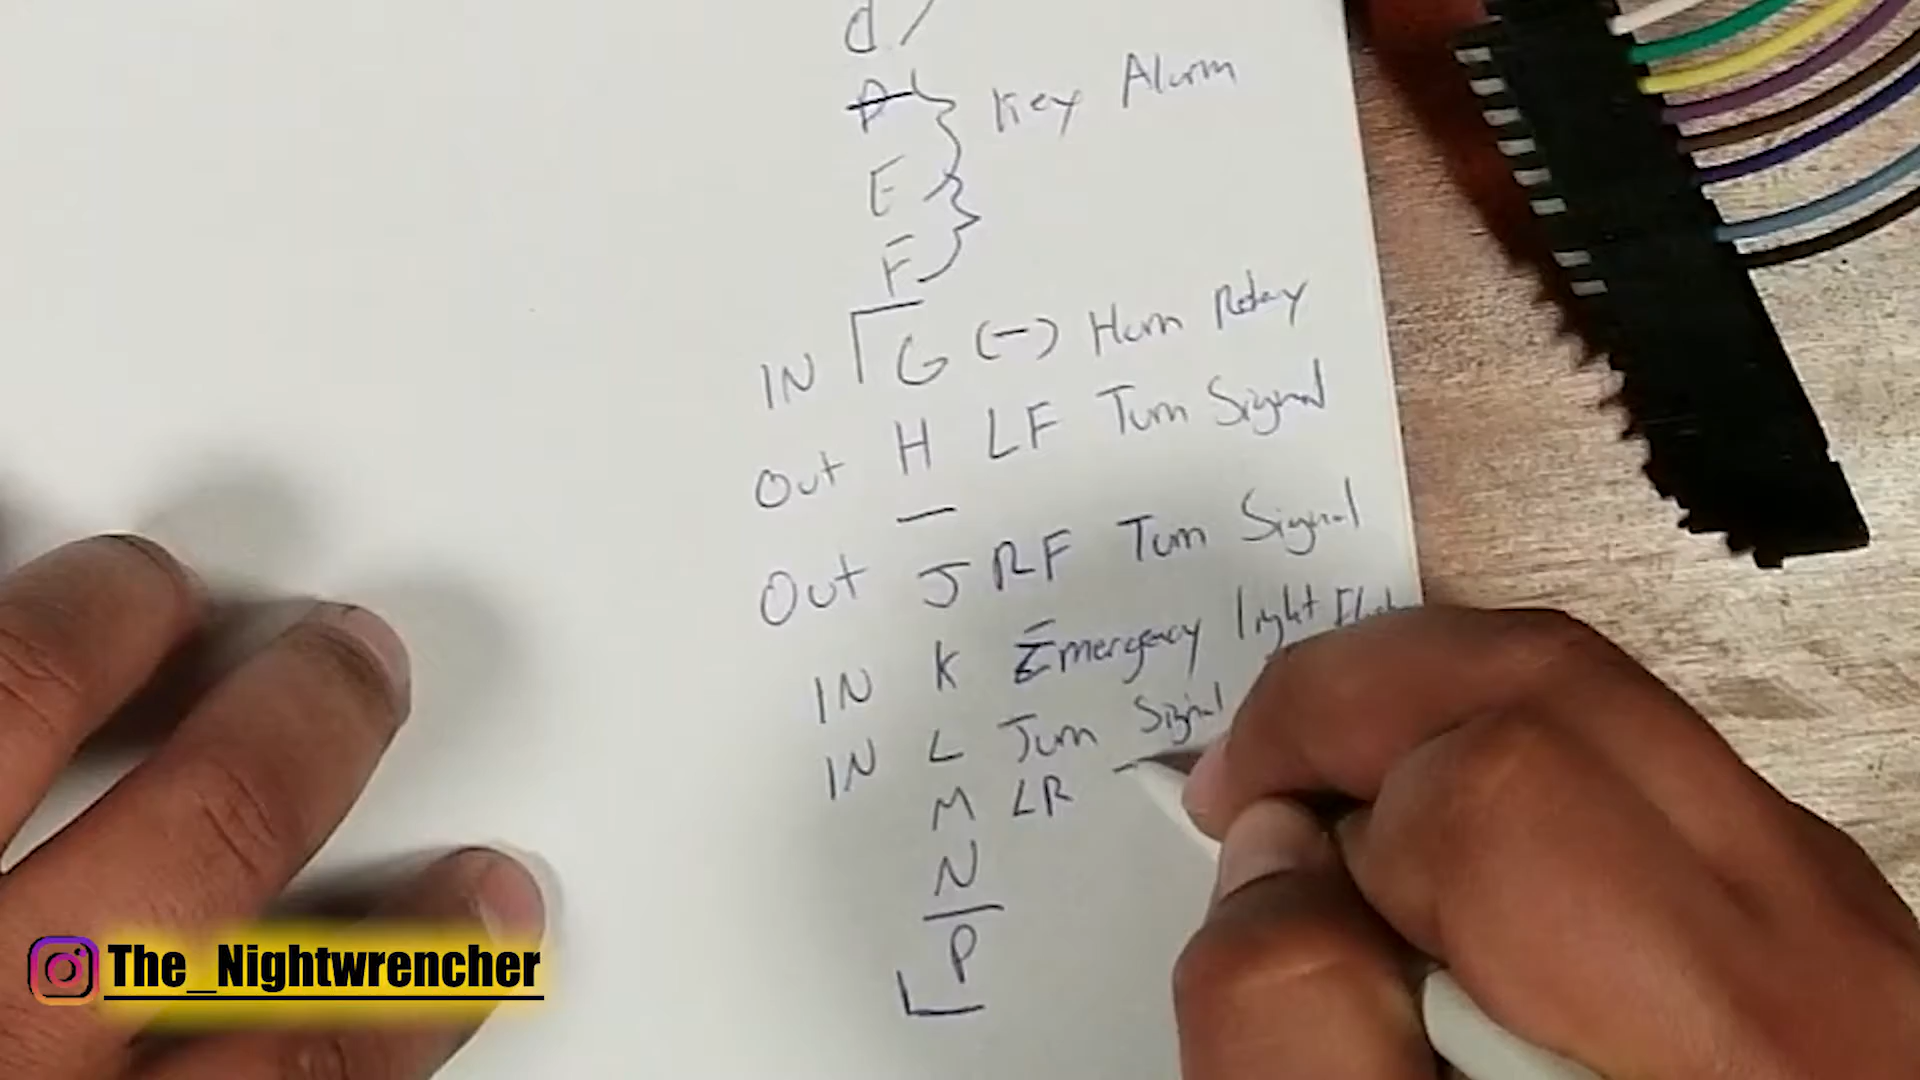 d
D Key Alarm
E
F
IN G (-) Horn Relay
Out H LF Turn Signal
Out J RF Turn Signal
IN K Emergency light
IN L Turn Signal
M LR
N
P
The_Nightwrencher